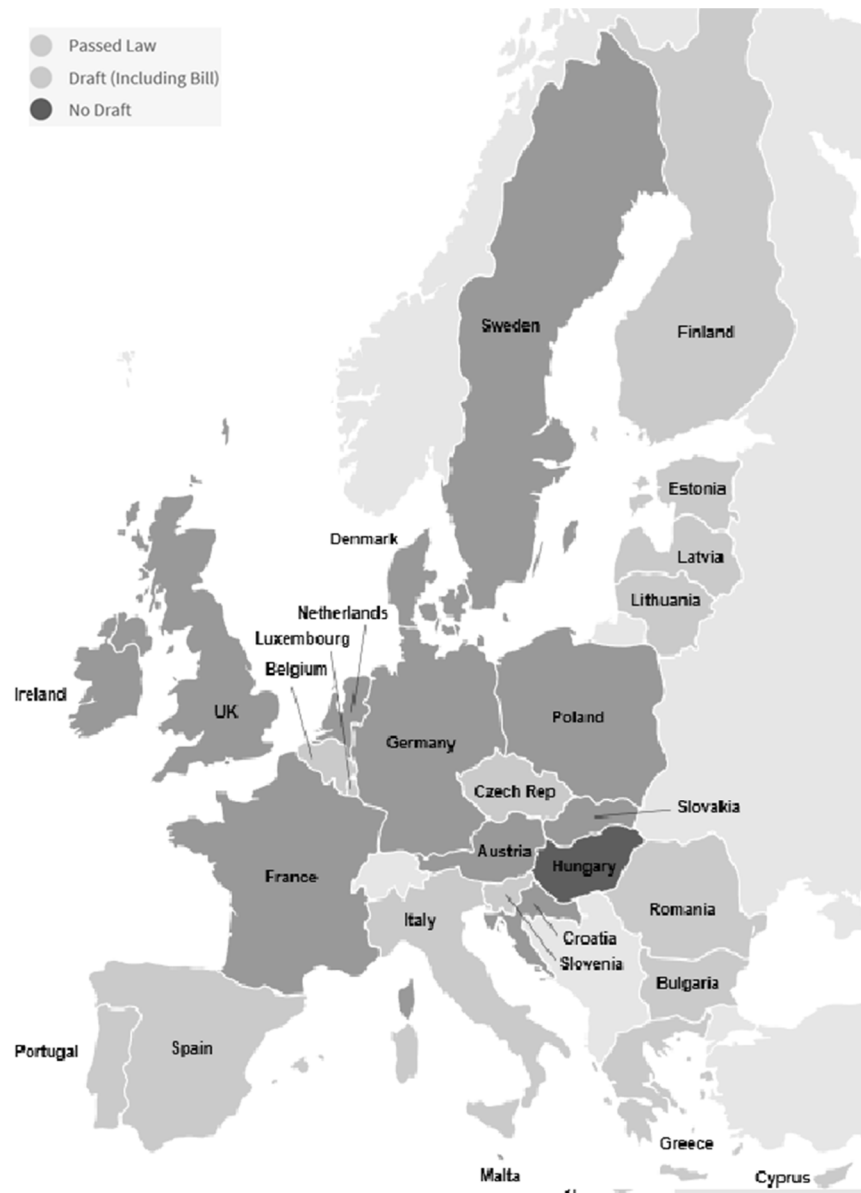 Passed Law
Draft (Including Bill)
No Draft
Sweden
Finland
Estonia
Denmark
Latvia
Lithuania
Netherlands
Luxembourg
Belgium
Ireland
UK
Poland
Germany
Czech Rep
Slovakia
Austria
Hungary
France
Romania
Italy
Croatia
Slovenia
Bulgaria
Portugal
Spain
Greece
Malta
Cyprus